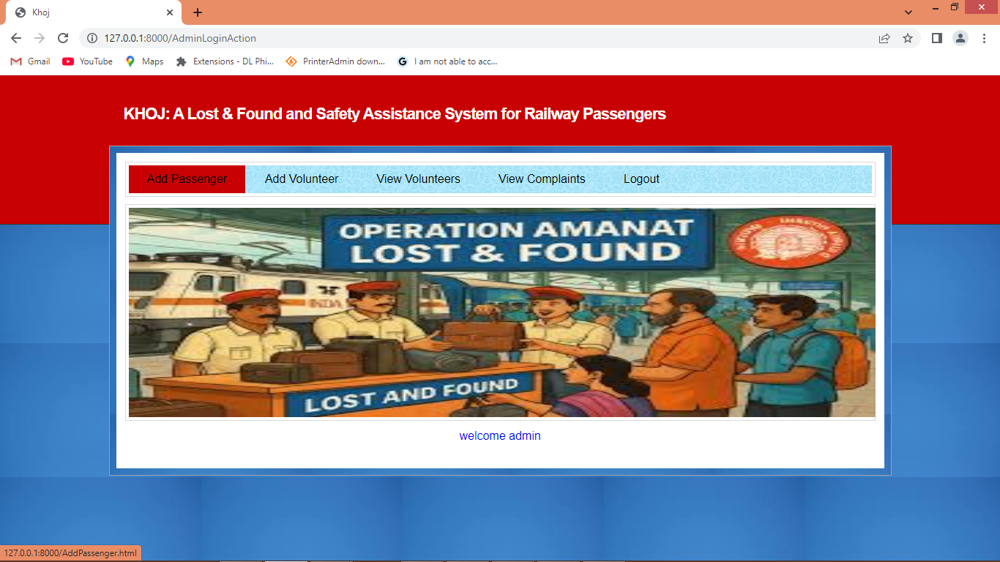 Khoj
127.0.0.1:8000/AdminLoginAction
Gmail YouTube Maps Extensions - DL Phi... PrinterAdmin down... I am not able to acc...
KHOJ: A Lost & Found and Safety Assistance System for Railway Passengers
Add Passenger Add Volunteer View Volunteers View Complaints Logout
OPERATION AMANAT
LOST & FOUND
LOST AND FOUND
welcome admin
127.0.0.1:8000/AddPassenger.html